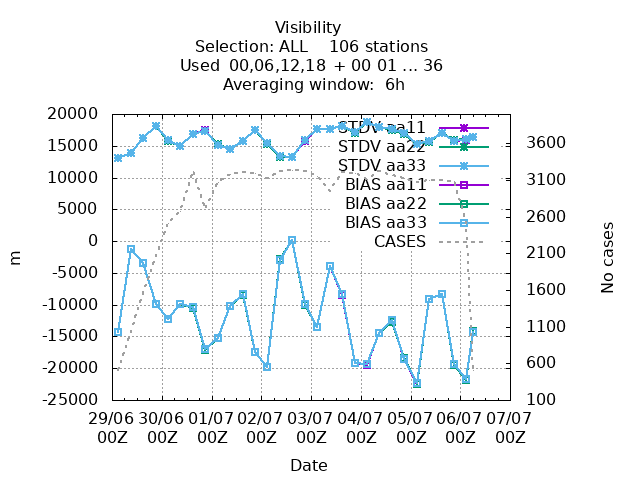 Visibility
Selection: ALL    106 stations
Used  00,06,12,18 + 00 01 ... 36
Averaging window:  6h
20000
15000
10000
5000
0
-5000
-10000
-15000
-20000
-25000
m
STDV aa11
STDV aa22
STDV aa33
BIAS aa11
BIAS aa22
BIAS aa33
CASES
3600
3100
2600
2100
1600
1100
600
100
No cases
29/06 30/06 01/07 02/07 03/07 04/07 05/07 06/07 07/07
00Z 00Z 00Z 00Z 00Z 00Z 00Z 00Z 00Z
Date